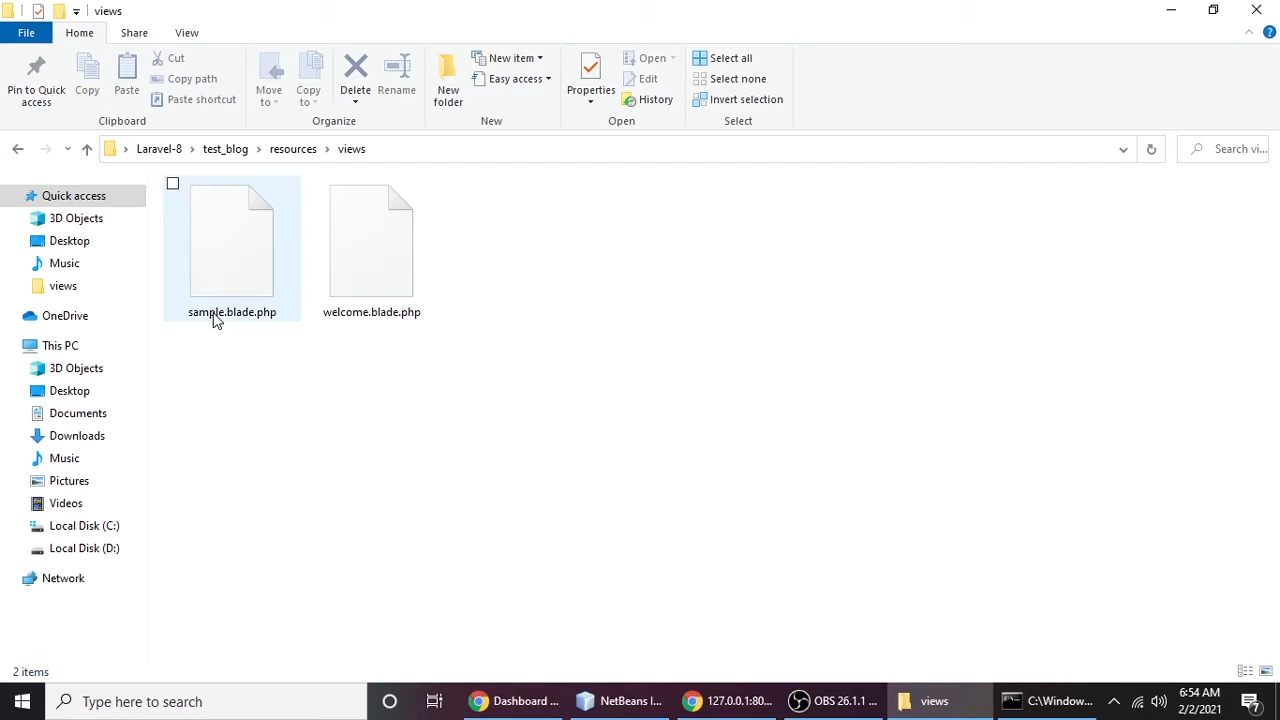 views
File Home Share View
Pin to Quick access
Copy
Paste
Cut
Copy path
Paste shortcut
Clipboard
Move to
Copy to
Delete
Rename
Organize
New folder
New item
Easy access
New
Properties
Open
Edit
History
Open
Select all
Select none
Invert selection
Select
Laravel-8 › test_blog › resources › views
Search vi...
Quick access
3D Objects
Desktop
Music
views
OneDrive
This PC
3D Objects
Desktop
Documents
Downloads
Music
Pictures
Videos
Local Disk (C:)
Local Disk (D:)
Network
sample.blade.php
welcome.blade.php
2 items
Type here to search
Dashboard ...
NetBeans I...
127.0.0.1:80...
OBS 26.1.1 ...
views
C:\Window...
6:54 AM
2/2/2021
7